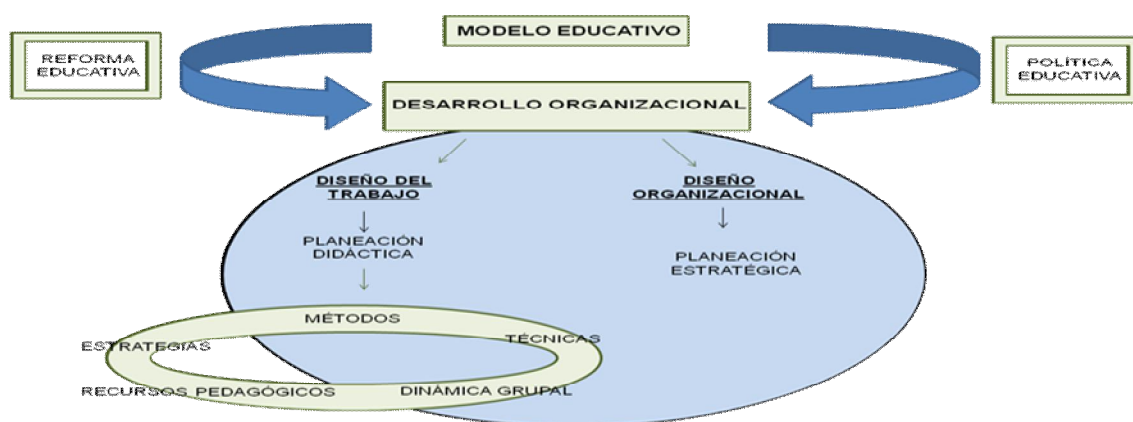 MODELO EDUCATIVO
REFORMA
EDUCATIVA
POLÍTICA
EDUCATIVA
DESARROLLO ORGANIZACIONAL
DISEÑO DEL
TRABAJO
DISEÑO
ORGANIZACIONAL
PLANEACIÓN
DIDÁCTICA
PLANEACIÓN
ESTRATÉGICA
MÉTODOS
ESTRATEGIAS
TÉCNICAS
RECURSOS PEDAGÓGICOS
DINÁMICA GRUPAL